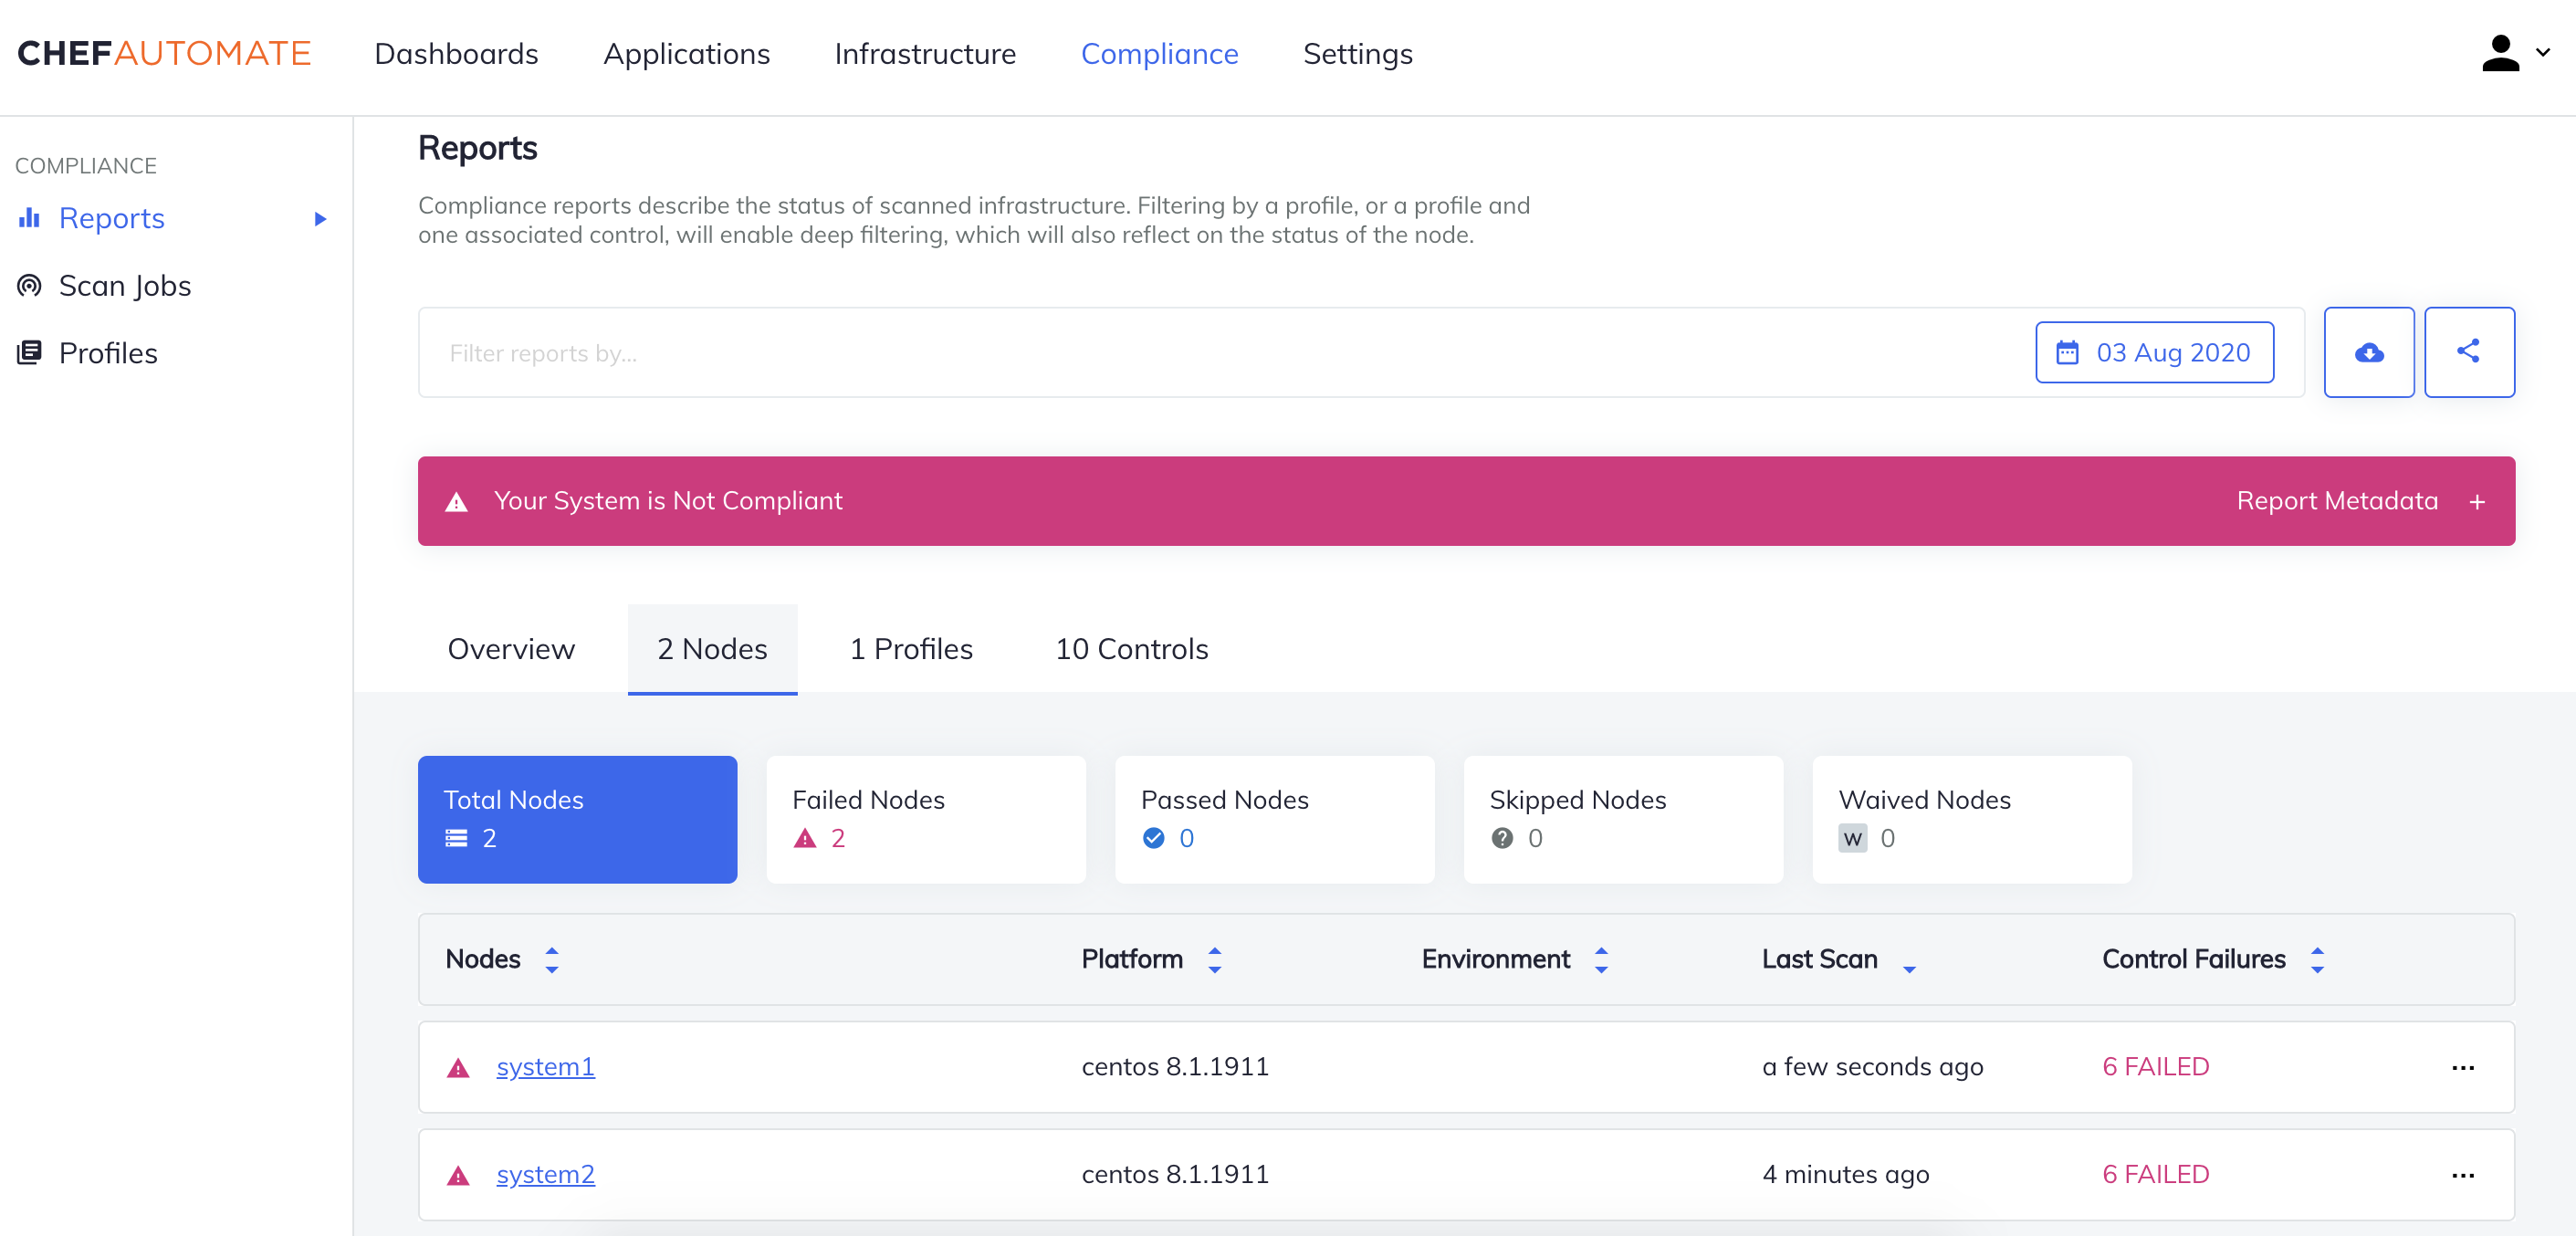 CHEFAUTOMATE Dashboards Applications Infrastructure Compliance Settings
COMPLIANCE
Reports
Scan Jobs
Profiles
Reports
Compliance reports describe the status of scanned infrastructure. Filtering by a profile, or a profile and
one associated control, will enable deep filtering, which will also reflect on the status of the node.
Filter reports by... 03 Aug 2020
Your System is Not Compliant Report Metadata +
Overview 2 Nodes 1 Profiles 10 Controls
Total Nodes
2
Failed Nodes
2
Passed Nodes
0
Skipped Nodes
0
Waived Nodes
W 0
Nodes Platform Environment Last Scan Control Failures
system1 centos 8.1.1911 a few seconds ago 6 FAILED ...
system2 centos 8.1.1911 4 minutes ago 6 FAILED ...